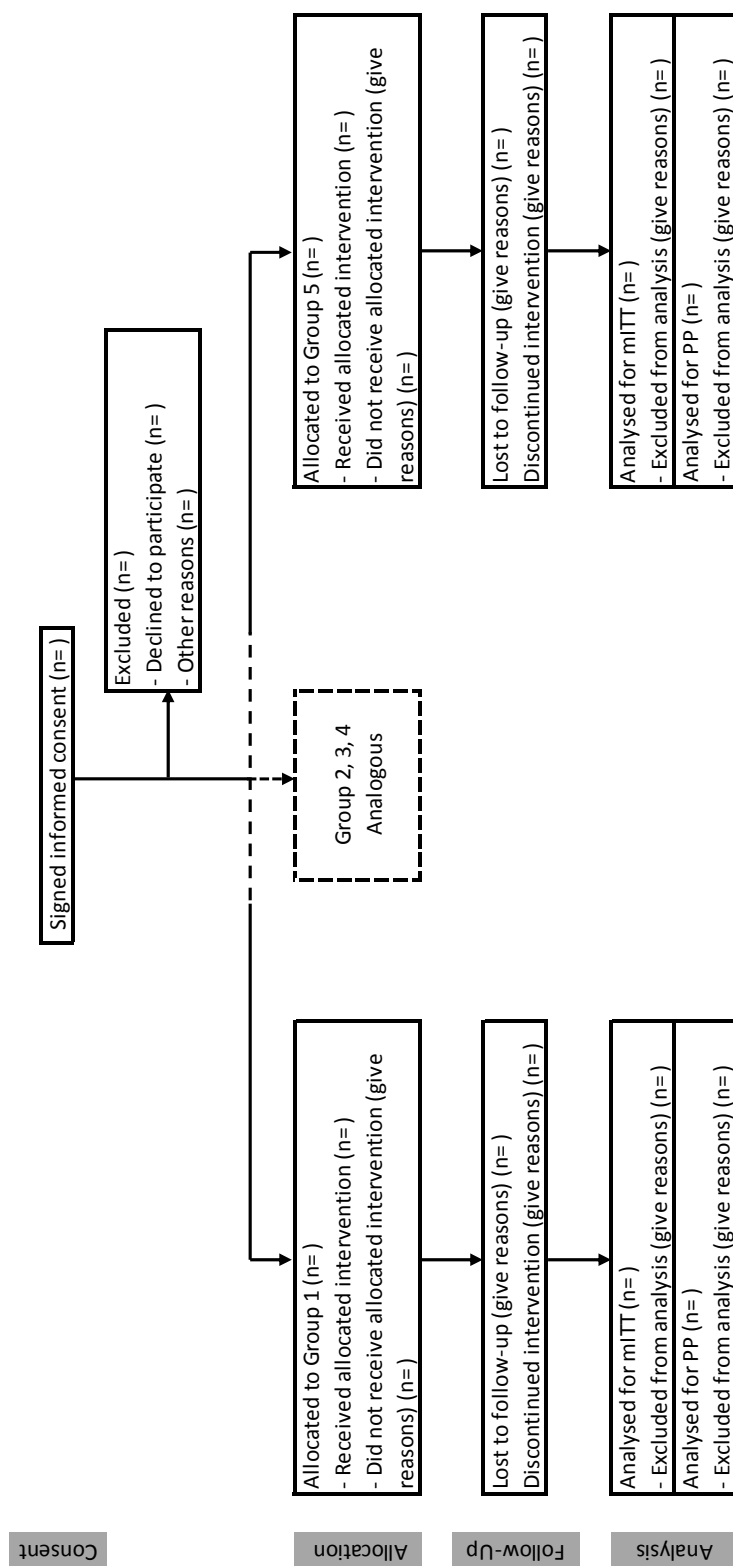 Consent
Signed informed consent (n= )
Excluded (n= )
- Declined to participate (n= )
- Other reasons (n= )
Allocation
Allocated to Group 1 (n= )
- Received allocated intervention (n= )
- Did not receive allocated intervention (give
reasons) (n= )
Group 2, 3, 4
Analogous
Allocated to Group 5 (n= )
- Received allocated intervention (n= )
- Did not receive allocated intervention (give
reasons) (n= )
Follow-Up
Lost to follow-up (give reasons) (n= )
Discontinued intervention (give reasons) (n= )
Lost to follow-up (give reasons) (n= )
Discontinued intervention (give reasons) (n= )
Analysis
Analysed for mITT (n= )
- Excluded from analysis (give reasons) (n= )
Analysed for PP (n= )
- Excluded from analysis (give reasons) (n= )
Analysed for mITT (n= )
- Excluded from analysis (give reasons) (n= )
Analysed for PP (n= )
- Excluded from analysis (give reasons) (n= )